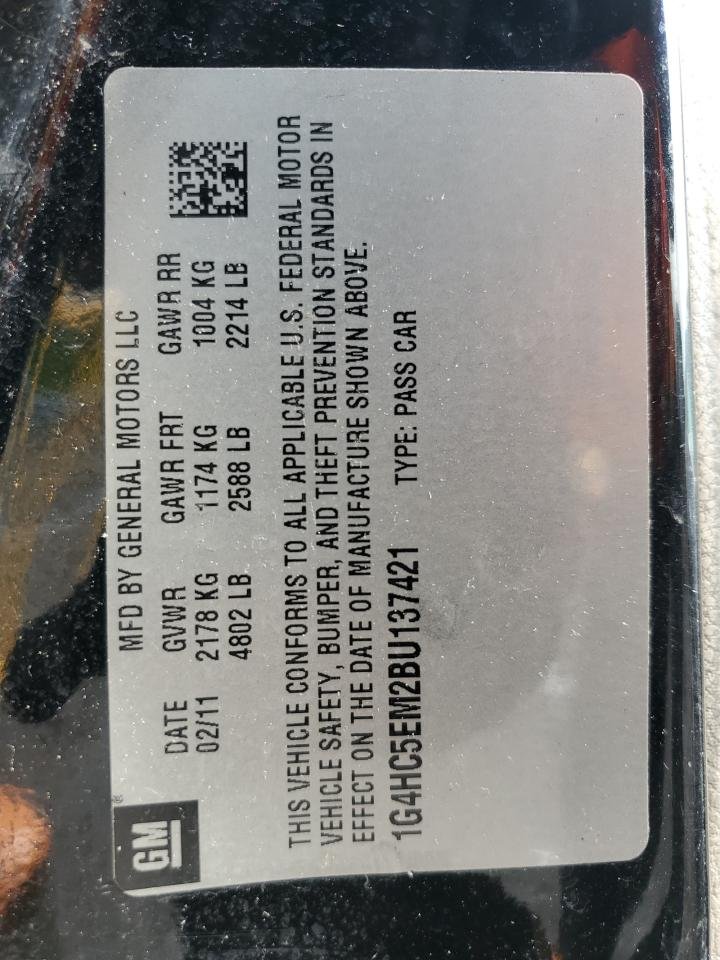 GM
®
MFD BY GENERAL MOTORS LLC
DATE GVWR GAWR FRT GAWR RR
02/11 2178 KG 1174 KG 1004 KG
4802 LB 2588 LB 2214 LB
THIS VEHICLE CONFORMS TO ALL APPLICABLE U.S. FEDERAL MOTOR
VEHICLE SAFETY, BUMPER, AND THEFT PREVENTION STANDARDS IN
EFFECT ON THE DATE OF MANUFACTURE SHOWN ABOVE.
1G4HC5EM2BU137421 TYPE: PASS CAR